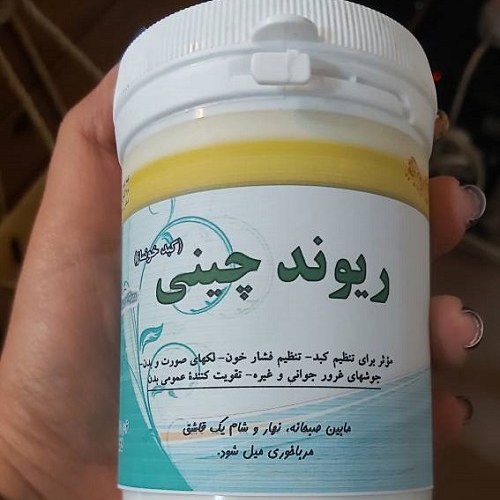 ریوند چینی
(کبد خونساز)
مؤثر برای تنظیم کبد- تنظیم فشار خون- لکهای صورت و بدن-
جوشهای غرور جوانی و غیره- تقویت کننده عمومی بدن
مابین صبحانه، نهار و شام یک قاشق
مرباخوری میل شود.